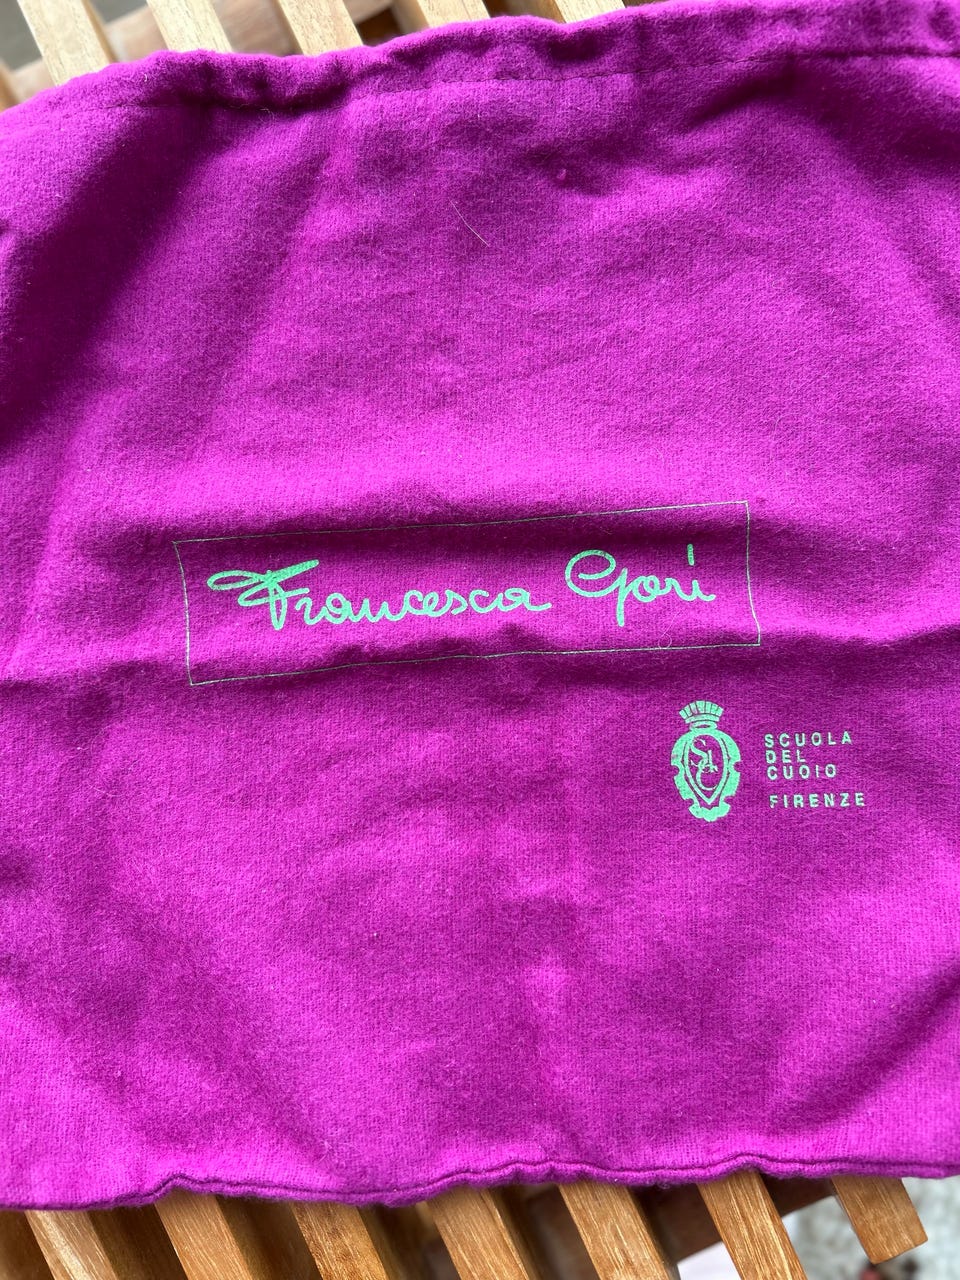 Francesca Gori
SCUOLA
DEL
CUOIO
FIRENZE